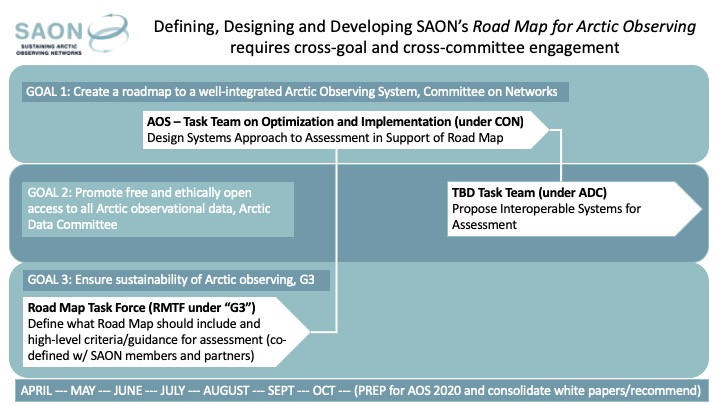 SAON
SUSTAINING ARCTIC
OBSERVING NETWORKS
Defining, Designing and Developing SAON’s Road Map for Arctic Observing
requires cross-goal and cross-committee engagement
GOAL 1: Create a roadmap to a well-integrated Arctic Observing System, Committee on Networks
AOS – Task Team on Optimization and Implementation (under CON)
Design Systems Approach to Assessment in Support of Road Map
GOAL 2: Promote free and ethically open
access to all Arctic observational data, Arctic
Data Committee
TBD Task Team (under ADC)
Propose Interoperable Systems for
Assessment
GOAL 3: Ensure sustainability of Arctic observing, G3
Road Map Task Force (RMTF under “G3”)
Define what Road Map should include and
high-level criteria/guidance for assessment (co-
defined w/ SAON members and partners)
APRIL --- MAY --- JUNE --- JULY --- AUGUST --- SEPT --- OCT --- (PREP for AOS 2020 and consolidate white papers/recommend)